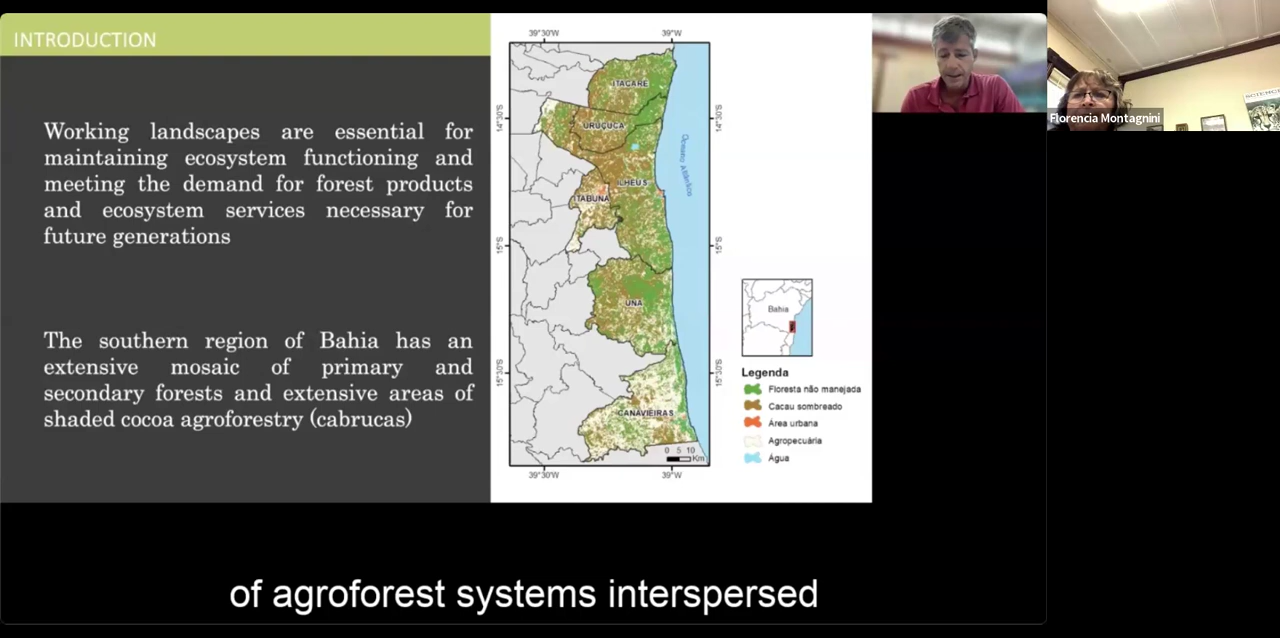 INTRODUCTION
Working landscapes are essential for
maintaining ecosystem functioning and
meeting the demand for forest products
and ecosystem services necessary for
future generations
The southern region of Bahia has an
extensive mosaic of primary and
secondary forests and extensive areas of
shaded cocoa agroforestry (cabrucas)
39°30'W 39°W
14°30'S 14°30'S
15°S 15°S
15°30'S 15°30'S
ITACARÉ
URUÇUCA
ILHÉUS
ITABUNA
UNA
CANAVIEIRAS
Oceano Atlântico
0 5 10
Km
39°30'W 39°W
Bahia
Legenda
Floresta não manejada
Cacau sombreado
Área urbana
Agropecuária
Água
SCIENCE
Florencia Montagnini
of agroforest systems interspersed